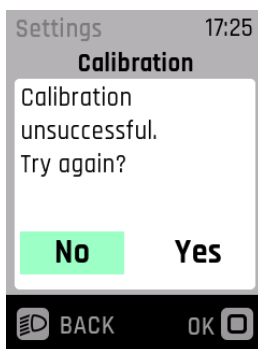 Settings 17:25
Calibration
Calibration
unsuccessful.
Try again?
No Yes
BACK OK